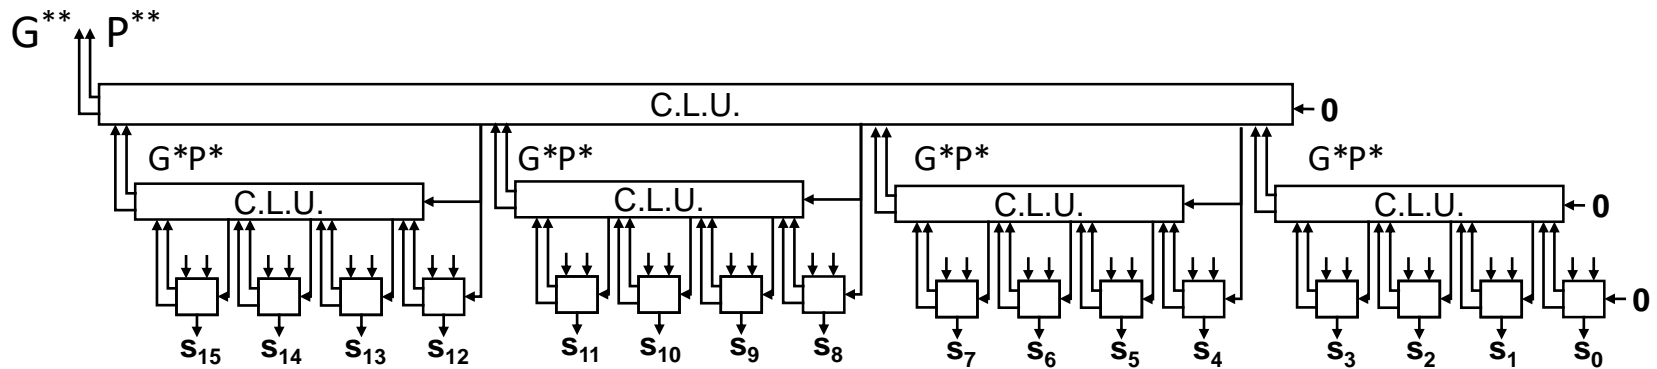 G** P**
C.L.U. 0
G*P* G*P* G*P* G*P*
C.L.U. C.L.U. C.L.U. C.L.U. 0
0
s15 s14 s13 s12 s11 s10 s9 s8 s7 s6 s5 s4 s3 s2 s1 s0